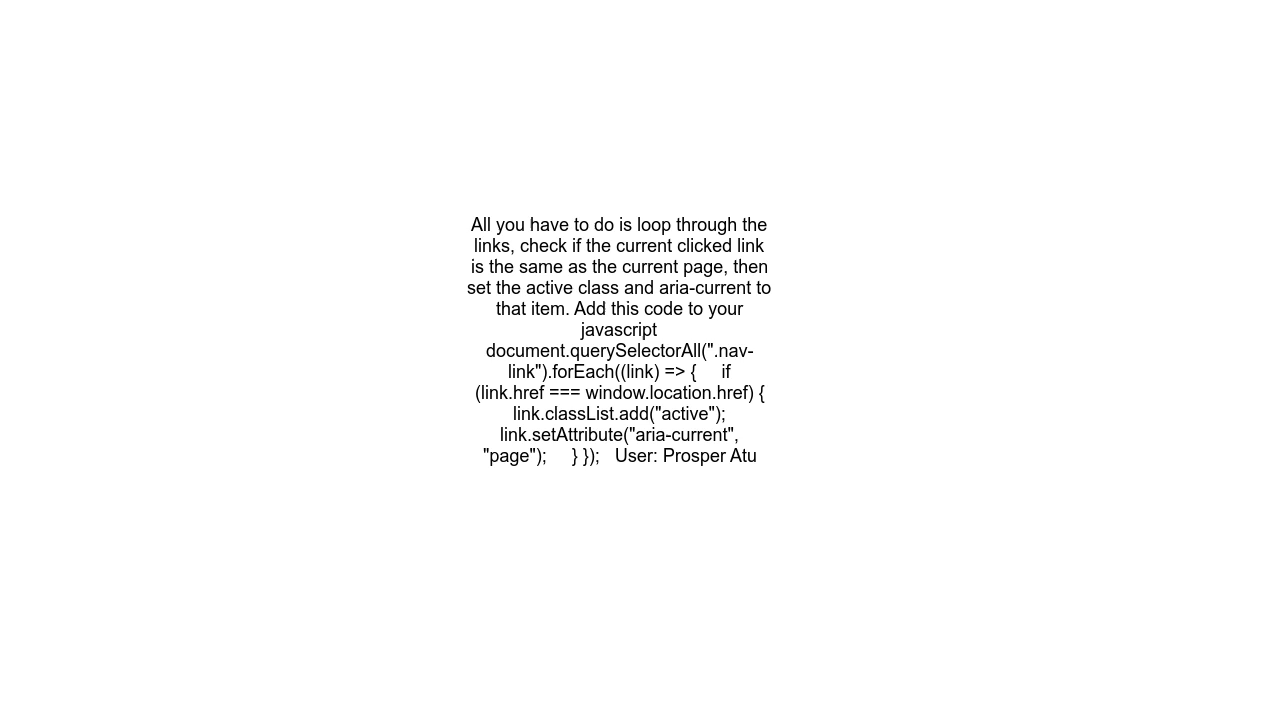 All you have to do is loop through the
links, check if the current clicked link
is the same as the current page, then
set the active class and aria-current to
that item. Add this code to your
javascript
document.querySelectorAll(".nav-
link").forEach((link) => {     if
(link.href === window.location.href) {
link.classList.add("active");
link.setAttribute("aria-current",
"page");     } });   User: Prosper Atu